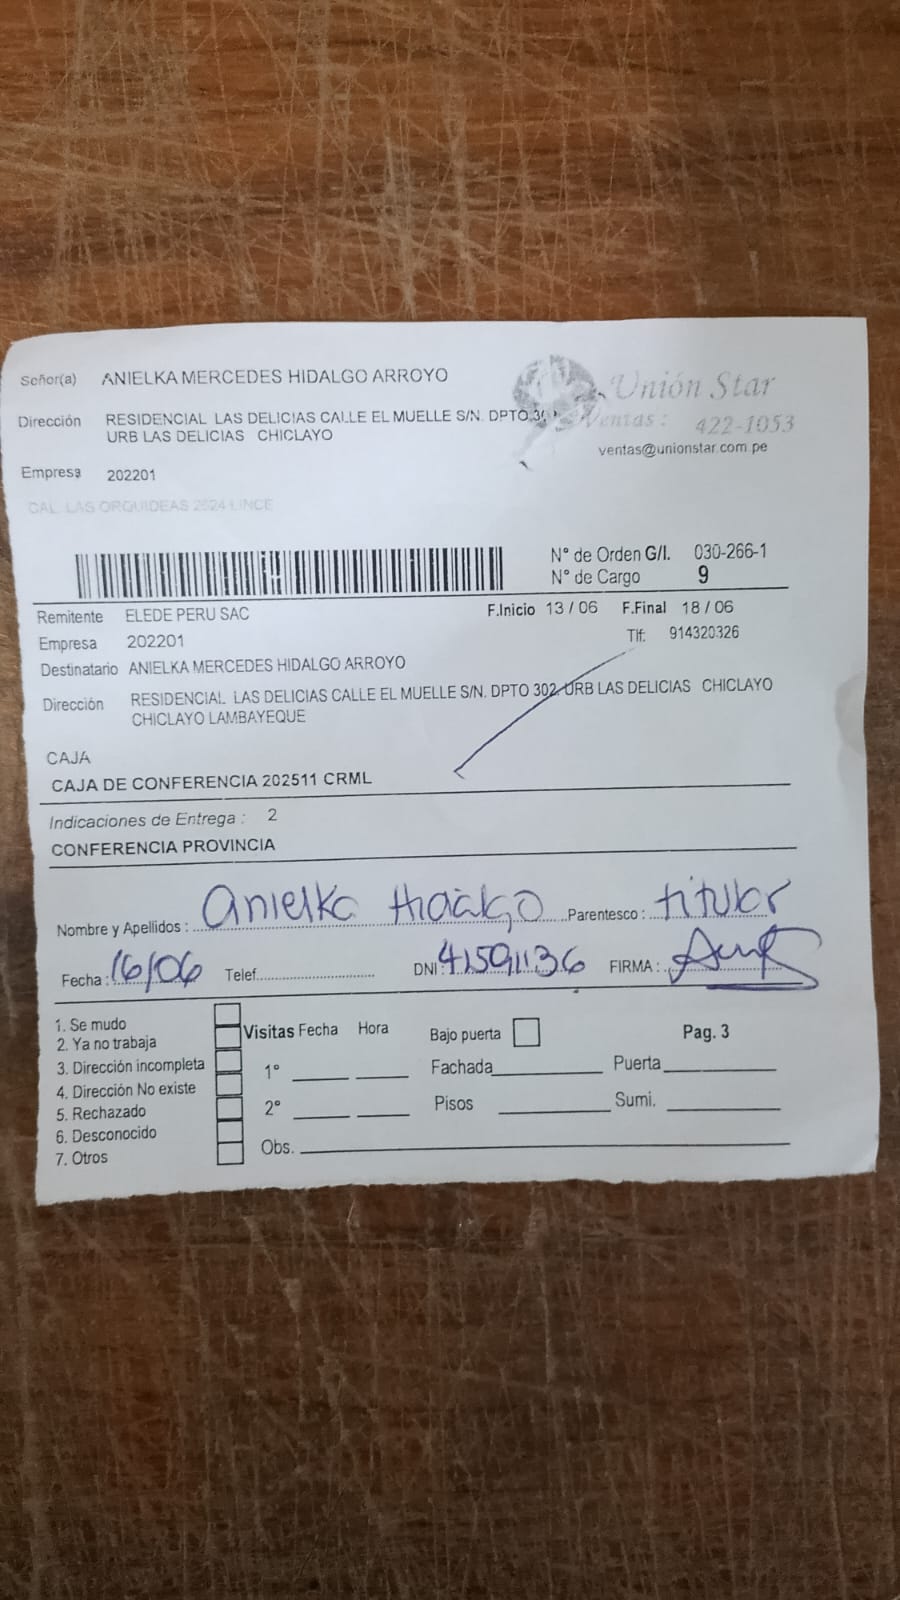 Señor(a) ANIELKA MERCEDES HIDALGO ARROYO
Unión Star
Dirección RESIDENCIAL LAS DELICIAS CALLE EL MUELLE S/N. DPTO
Ventas: 422-1053
URB LAS DELICIAS CHICLAYO
ventas@unionstar.com pe
Empresa 202201
CAL. LAS ORQUIDEAS 2624 LINCE
N° de Orden G/I. 030-266-1
N° de Cargo 9
Remitente ELEDE PERU SAC F.Inicio 13 / 06 F.Final 18 / 06
Empresa 202201 Tlf: 914320326
Destinatario ANIELKA MERCEDES HIDALGO ARROYO
Dirección RESIDENCIAL LAS DELICIAS CALLE EL MUELLE S/N. DPTO 302 URB LAS DELICIAS CHICLAYO
CHICLAYO LAMBAYEQUE
CAJA
CAJA DE CONFERENCIA 202511 CRML
Indicaciones de Entrega : 2
CONFERENCIA PROVINCIA
Nombre y Apellidos : Anielka Hidalgo Parentesco : titular
Fecha : 16/06 Telef. DNI: 41591136 FIRMA :
1. Se mudo
2. Ya no trabaja
3. Dirección incompleta
4. Dirección No existe
5. Rechazado
6. Desconocido
7. Otros
Visitas Fecha Hora Bajo puerta Pag. 3
1° Fachada Puerta
2° Pisos Sumi.
Obs.